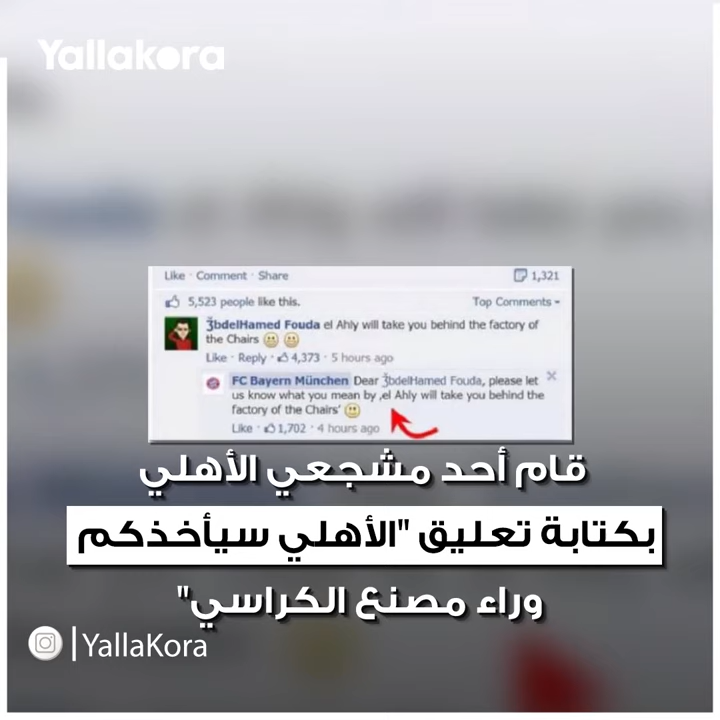 Yallakora
Like · Comment · Share 1,321
5,523 people like this. Top Comments
ǮbdelHamed Fouda el Ahly will take you behind the factory of
the Chairs
Like · Reply · 4,373 · 5 hours ago
FC Bayern München Dear ǮbdelHamed Fouda, please let
us know what you mean by ,el Ahly will take you behind the
factory of the Chairs'
Like · 1,702 · 4 hours ago
قام أحد مشجعي الأهلي
بكتابة تعليق "الأهلي سيأخذكم
وراء مصنع الكراسي"
|YallaKora